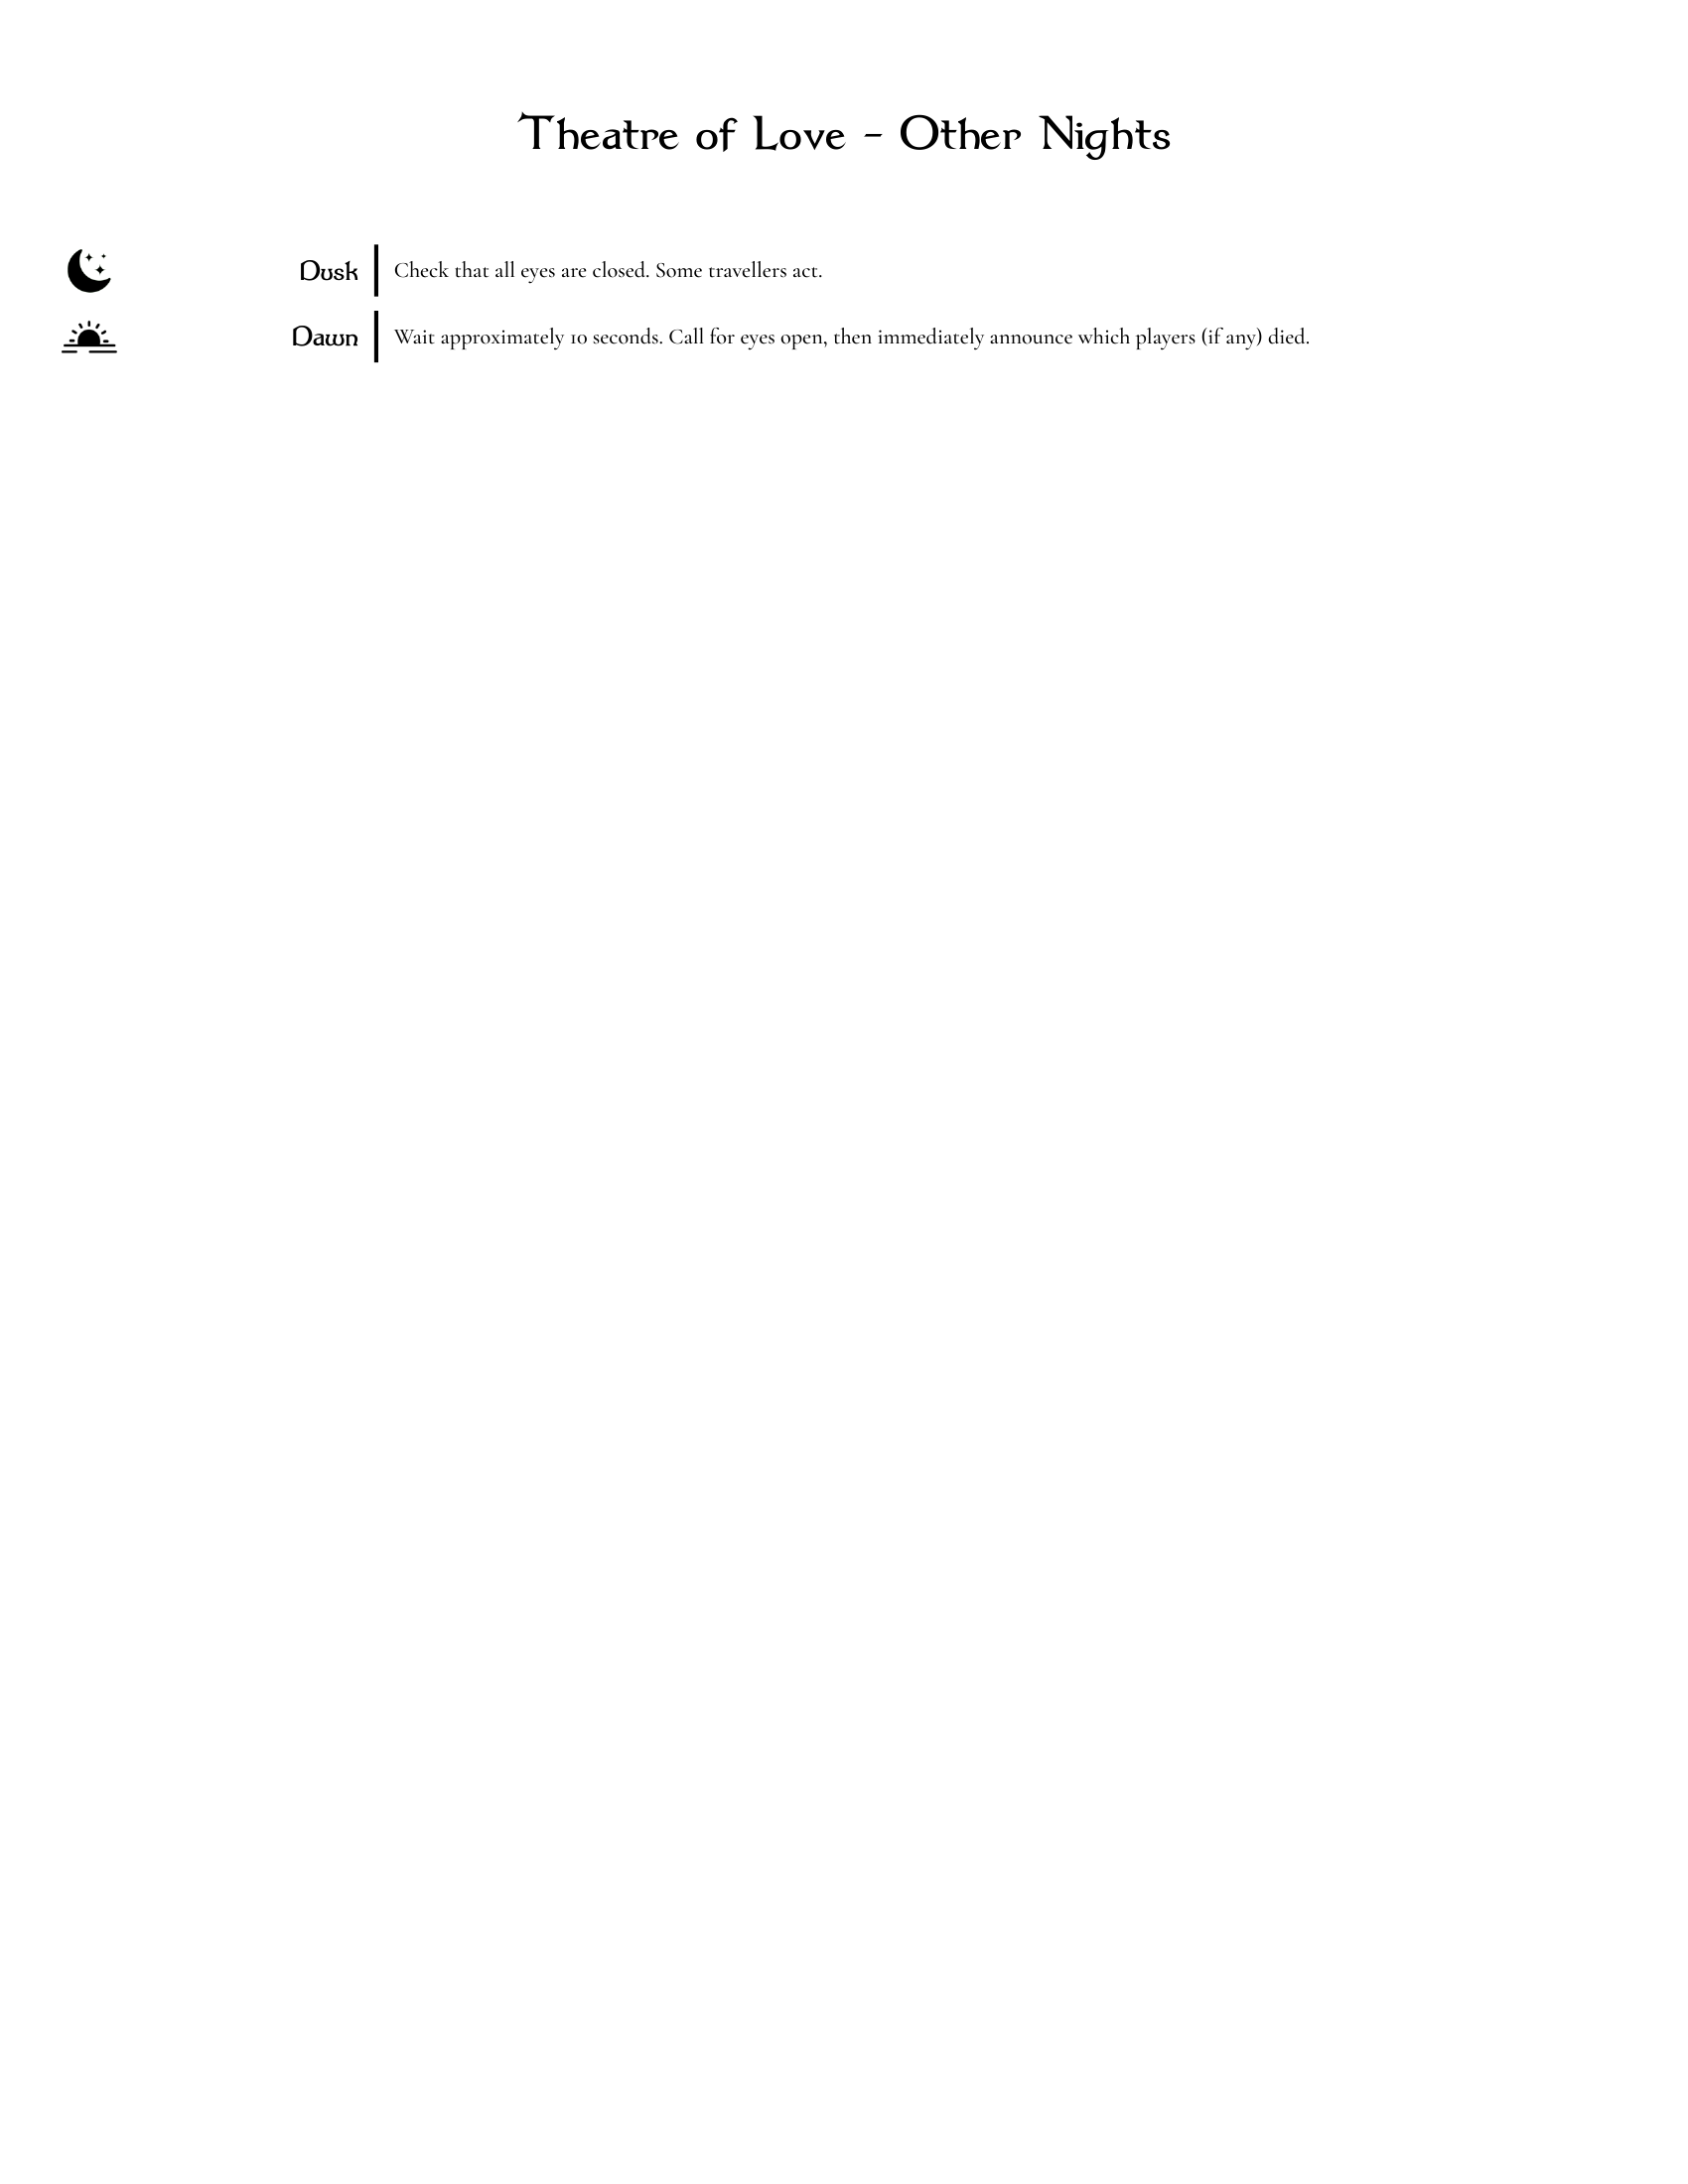 Theatre of Love - Other Nights
Dusk
Check that all eyes are closed. Some travellers act.
Dawn
Wait approximately 10 seconds. Call for eyes open, then immediately announce which players (if any) died.